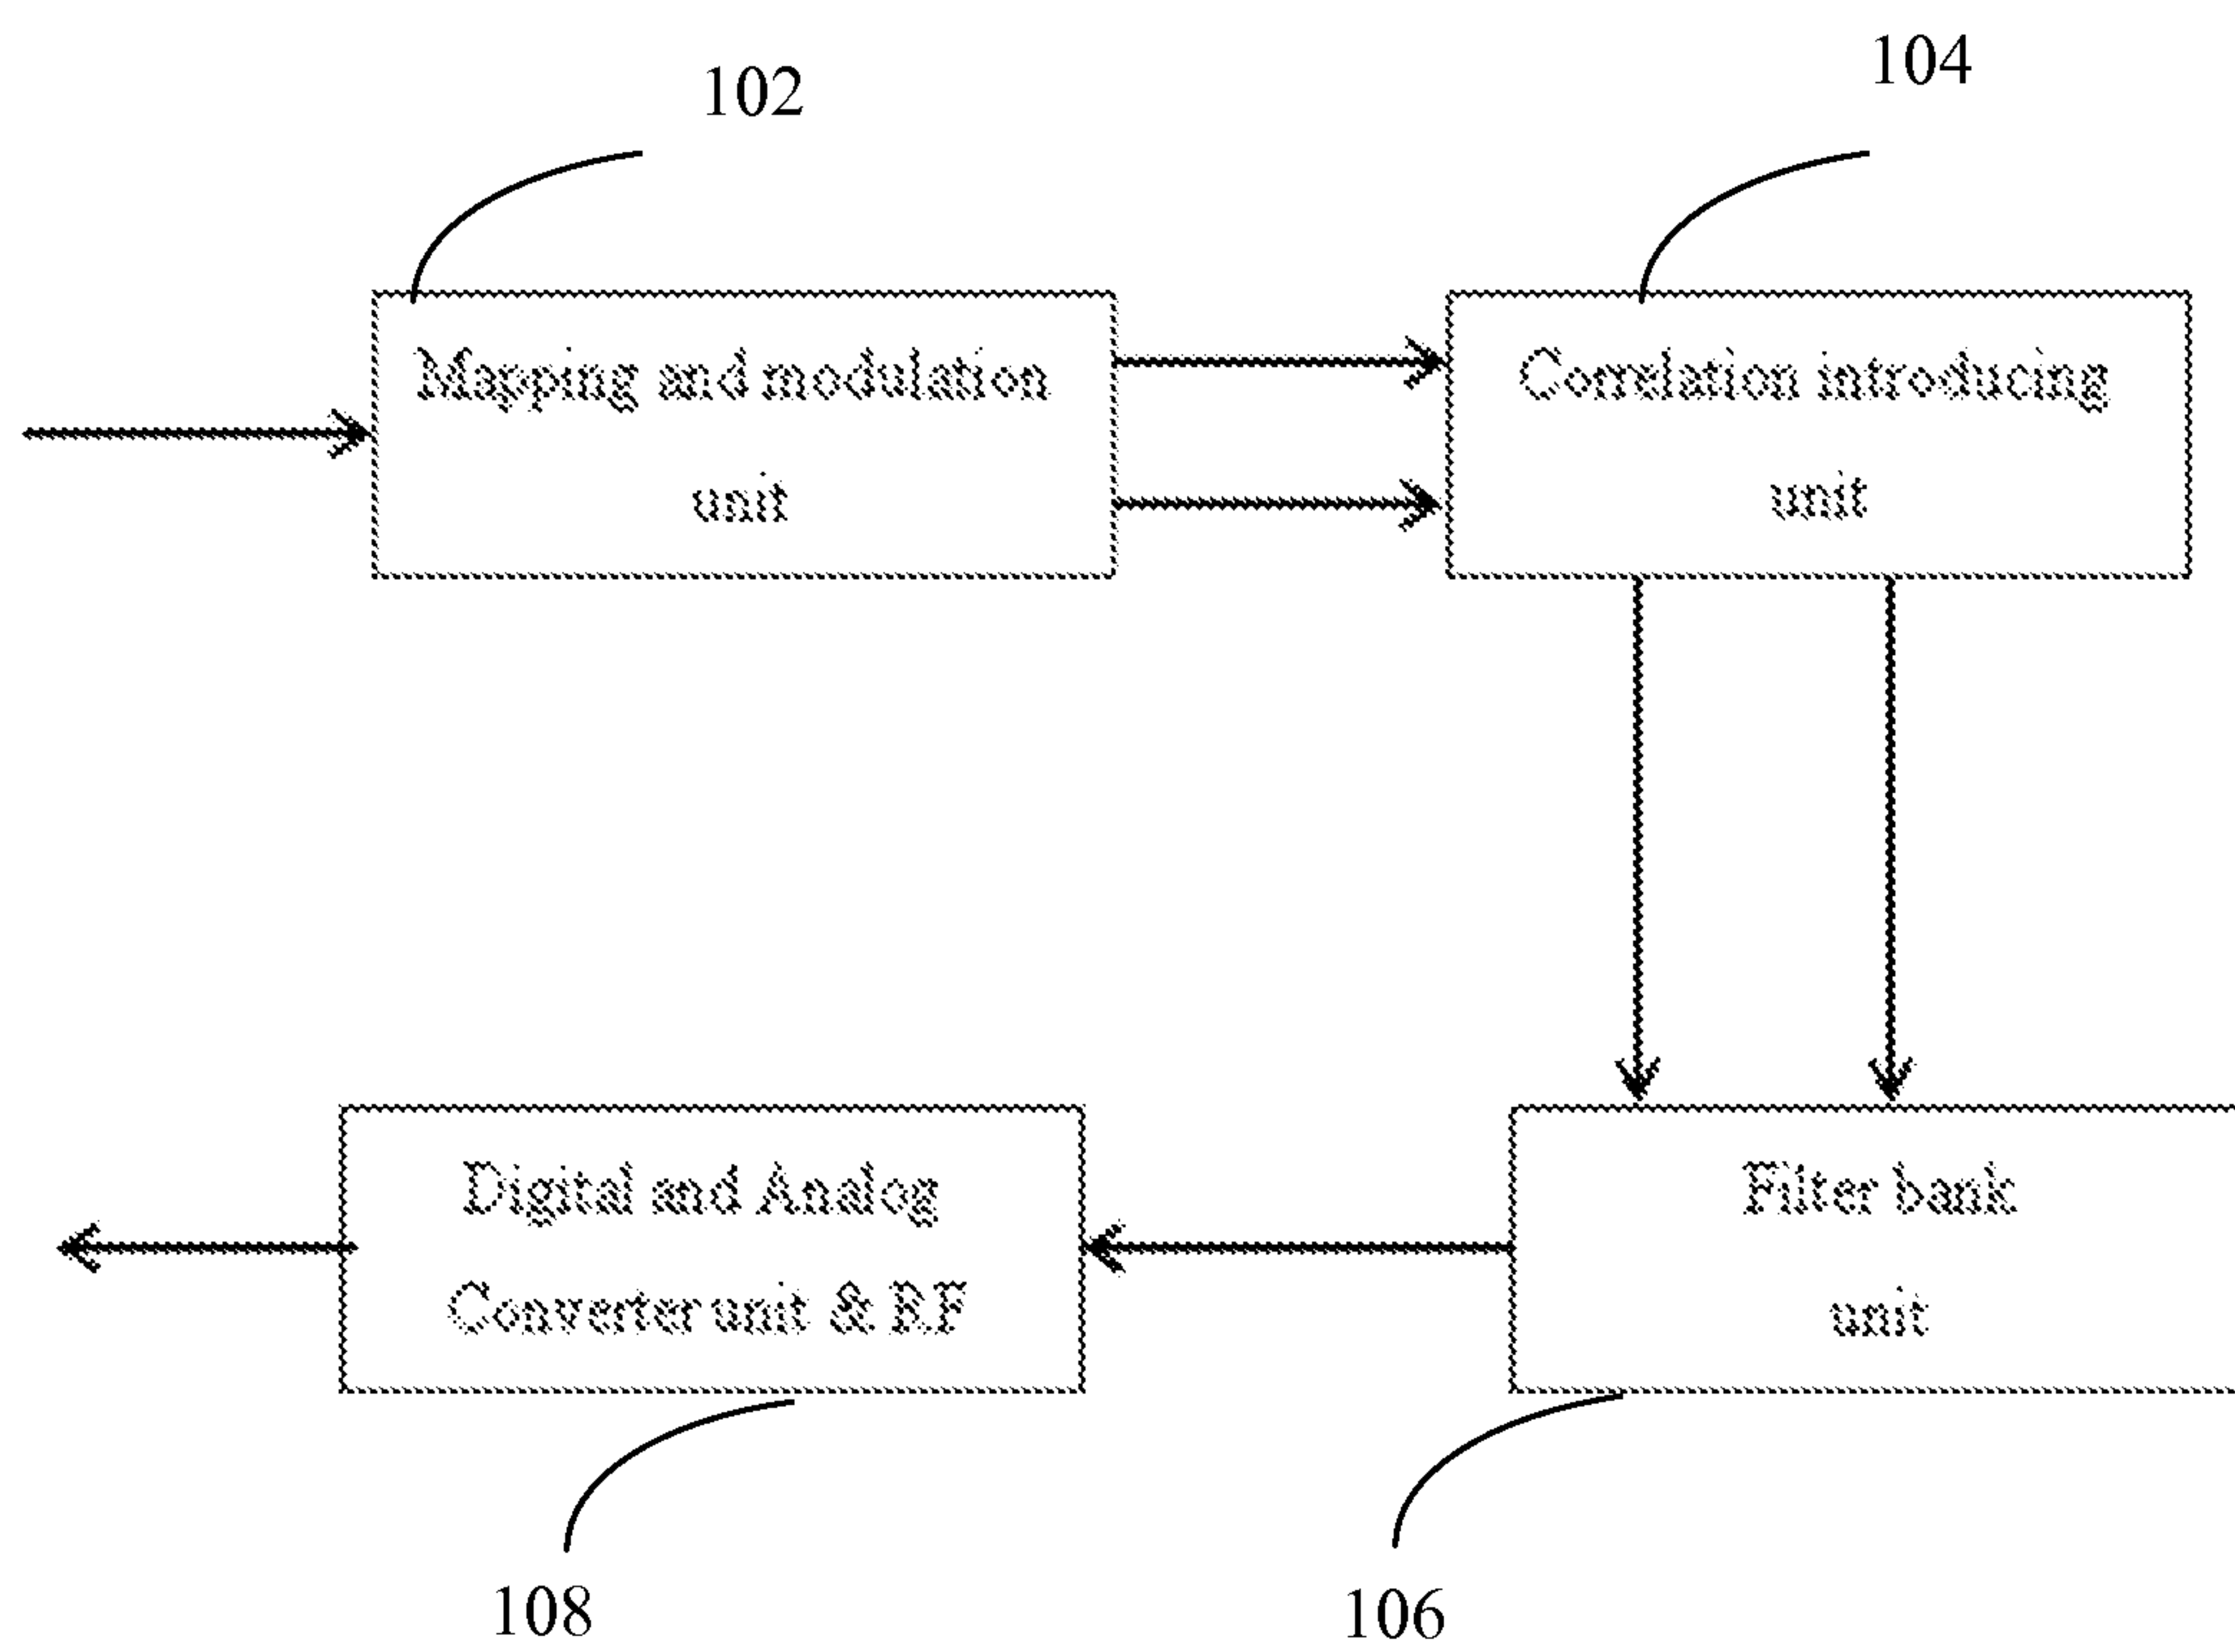 102
104
Mapping and modulation
unit
Correlation introducing
unit
Digital and Analog
Converter unit & RF
Filter bank
unit
108
106